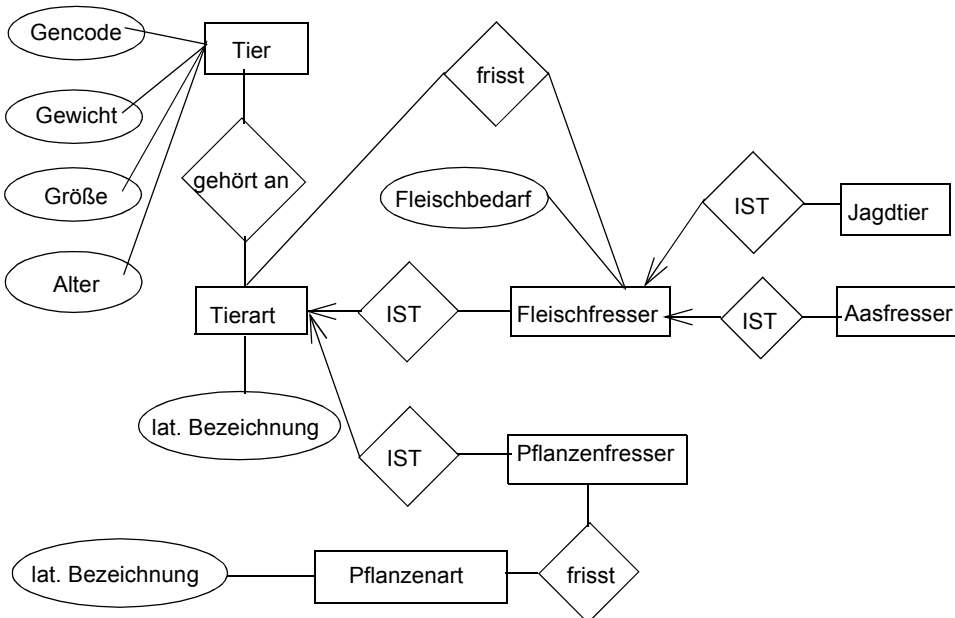 Gencode
Tier
frisst
Gewicht
gehört an
Größe
Fleischbedarf
IST
Jagdtier
Alter
Tierart
IST
Fleischfresser
IST
Aasfresser
lat. Bezeichnung
IST
Pflanzenfresser
lat. Bezeichnung
Pflanzenart
frisst